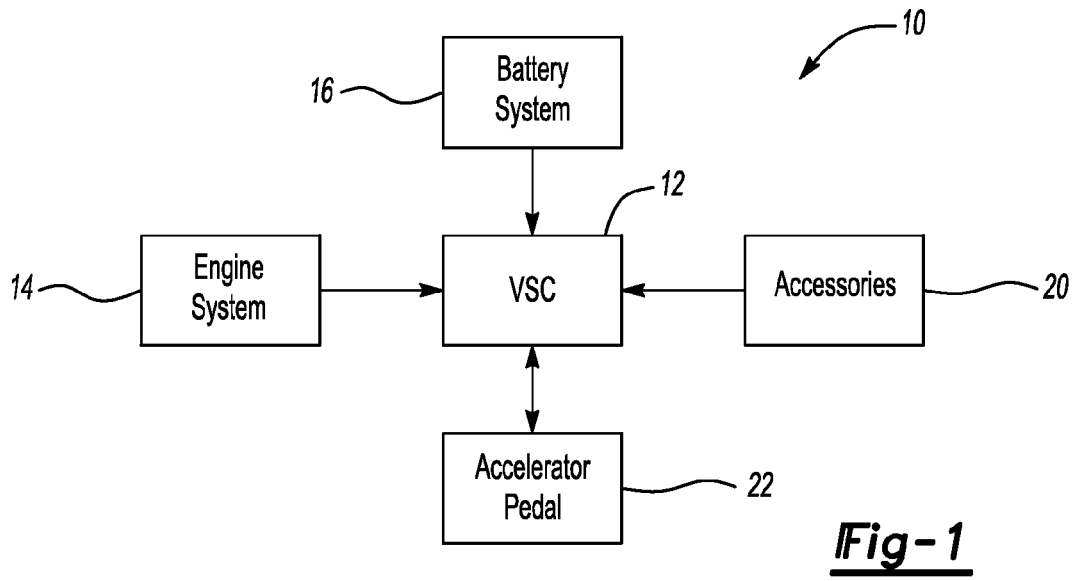 10
16
Battery
System
12
14
Engine
System
VSC
Accessories
20
Accelerator
Pedal
22
Fig-1